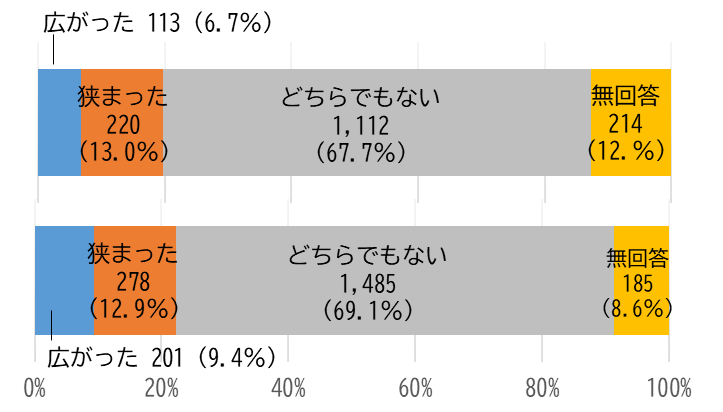 広がった 113（6.7%）
狭まった
220
（13.0%）
どちらでもない
1,112
（67.7%）
無回答
214
（12.%）
狭まった
278
（12.9%）
どちらでもない
1,485
（69.1%）
無回答
185
（8.6%）
広がった 201（9.4%）
0% 20% 40% 60% 80% 100%